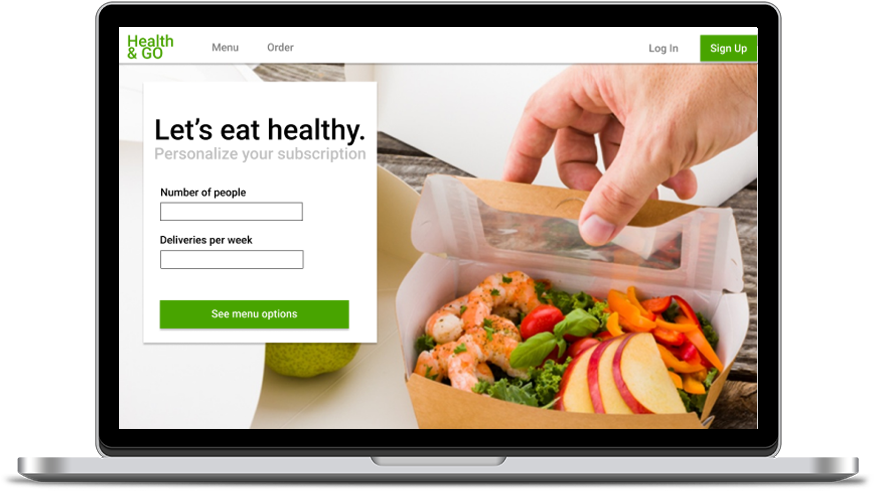 Health
& GO
Menu
Order
Log In
Sign Up
Let’s eat healthy.
Personalize your subscription
Number of people
Deliveries per week
See menu options